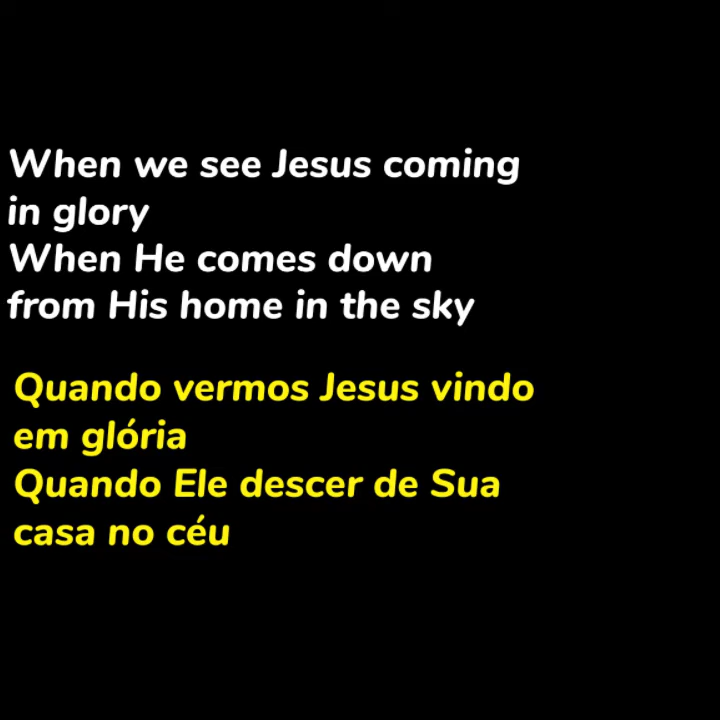 When we see Jesus coming
in glory
When He comes down
from His home in the sky
Quando vermos Jesus vindo
em glória
Quando Ele descer de Sua
casa no céu